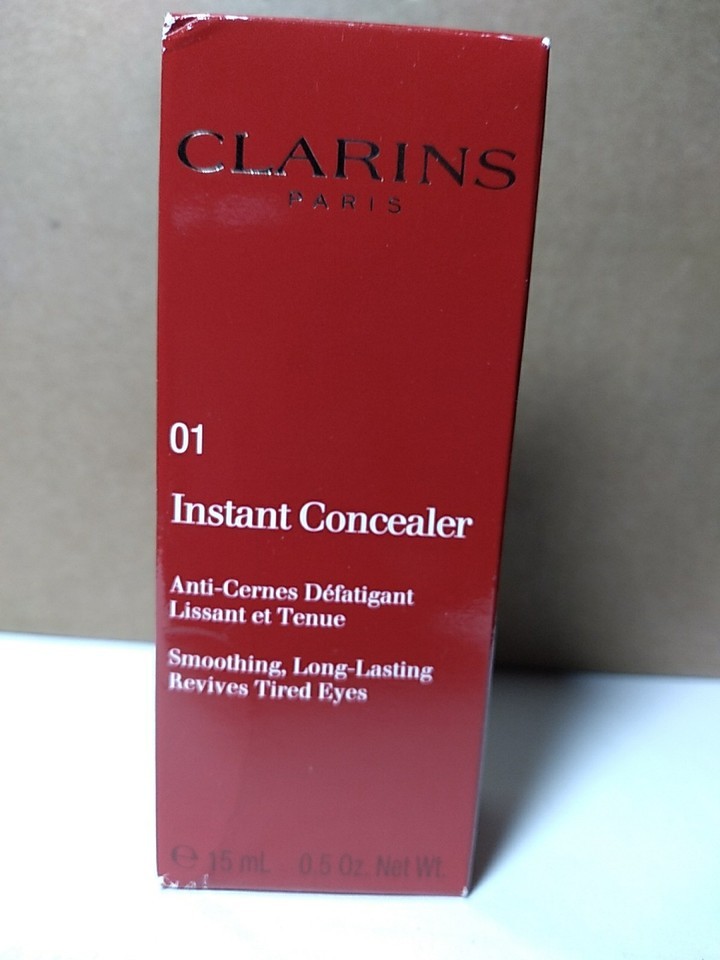 CLARINS
PARIS
01
Instant Concealer
Anti-Cernes Défatigant
Lissant et Tenue
Smoothing, Long-Lasting
Revives Tired Eyes
℮ 15 mL 0.5 Oz. Net Wt.